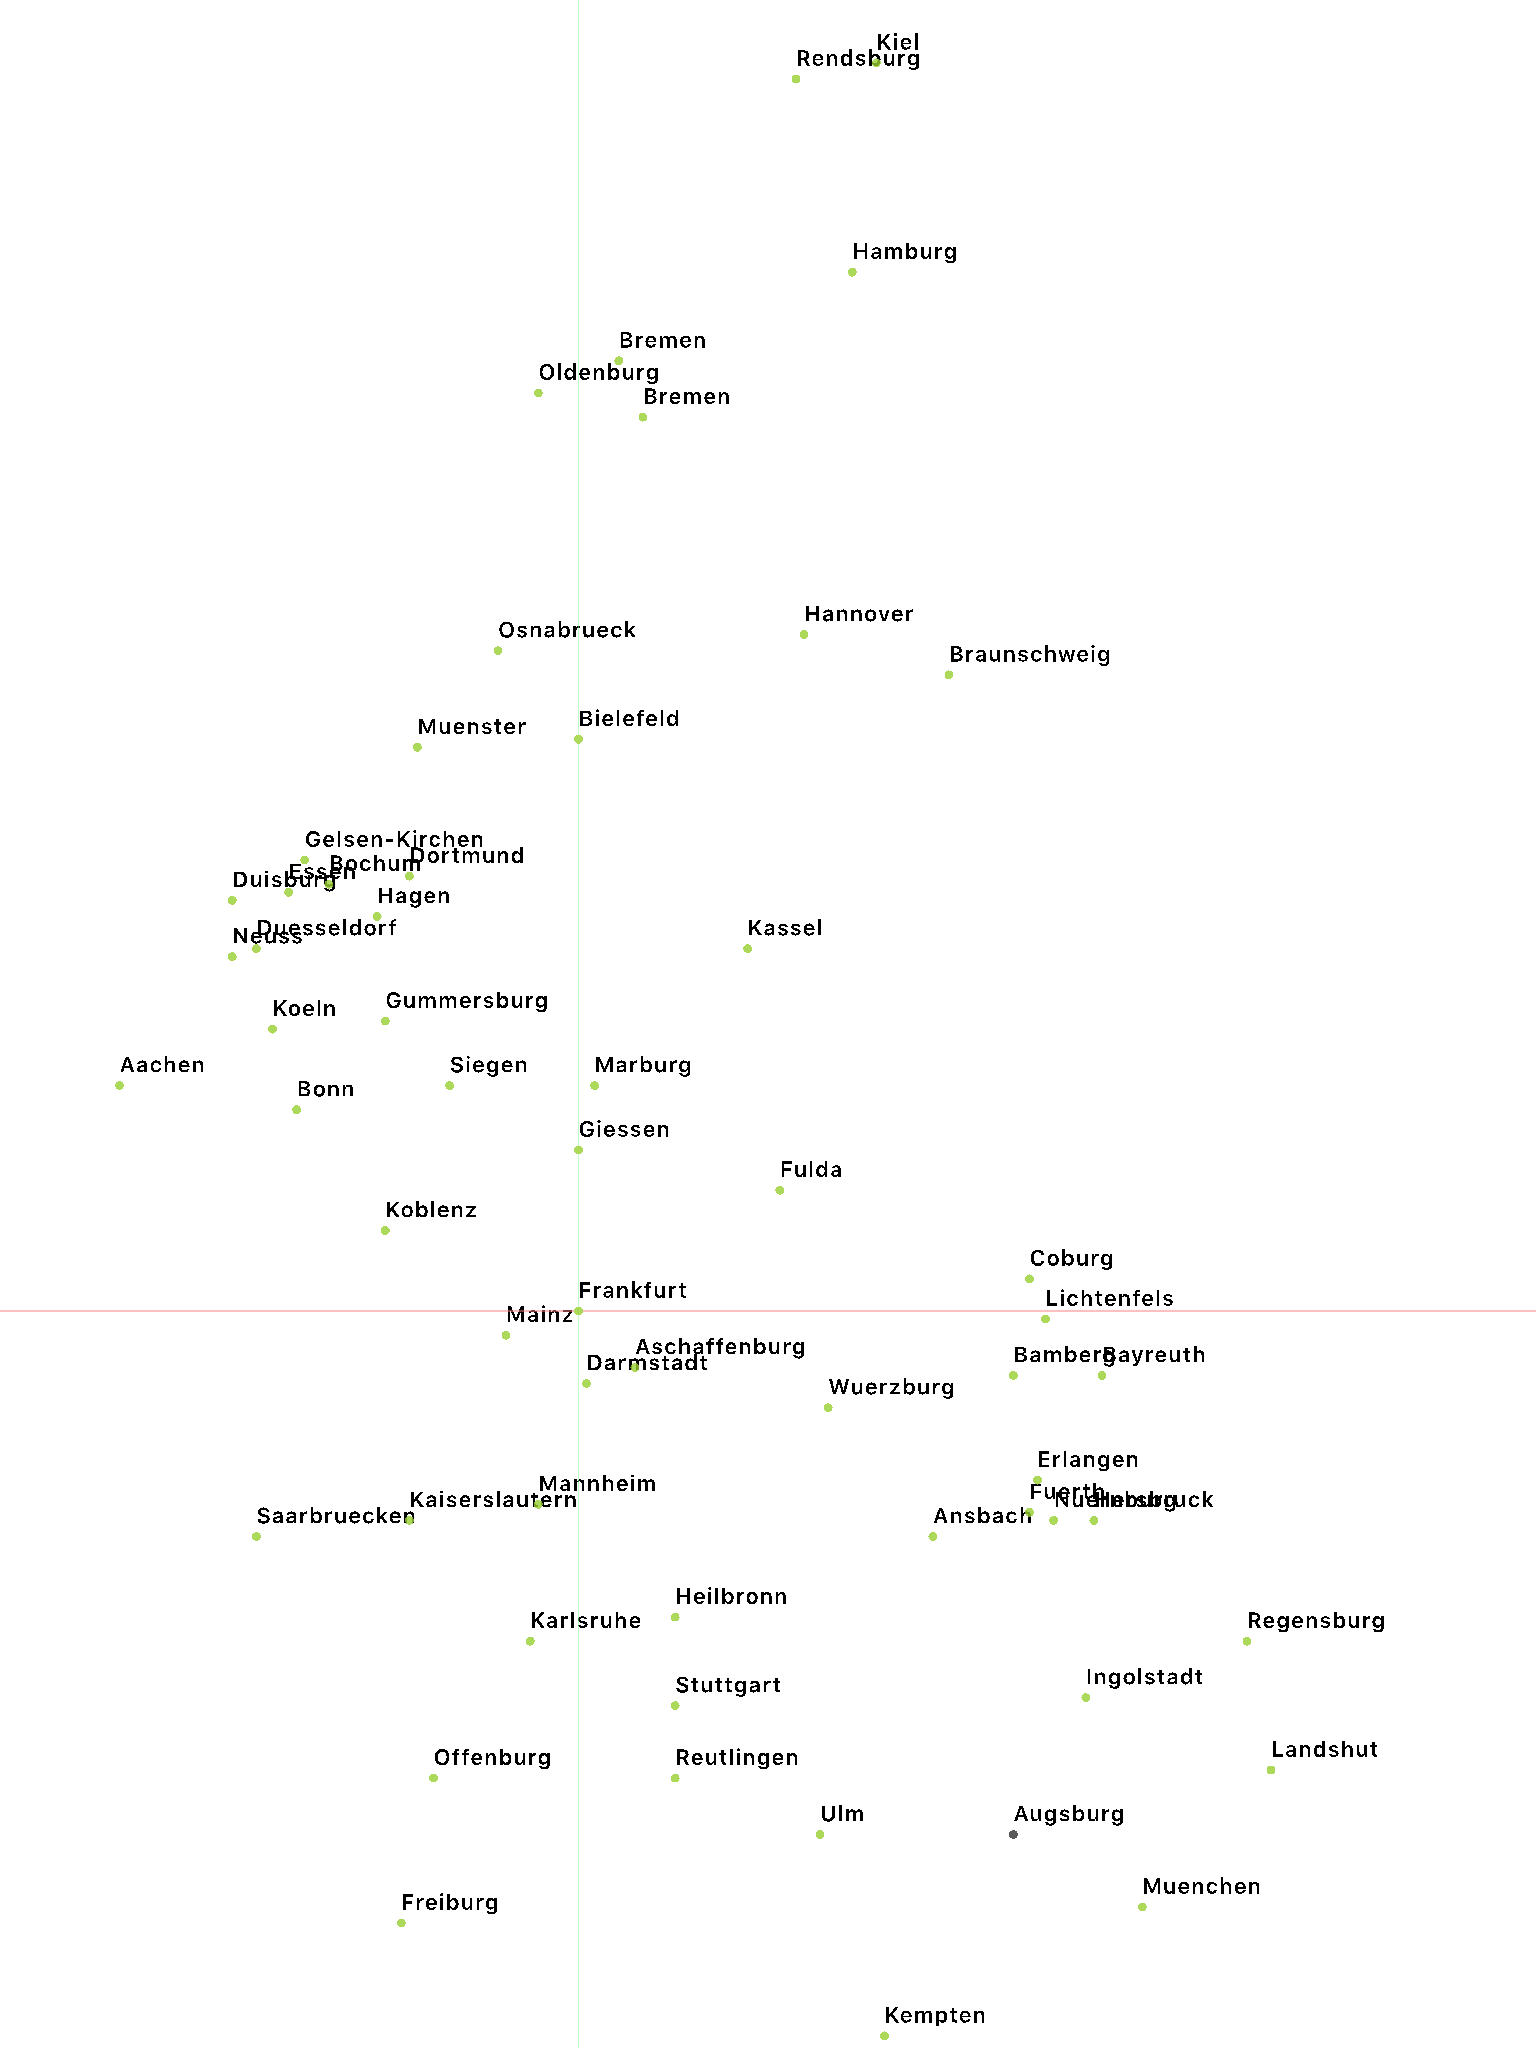 Kiel
Rendsburg
Hamburg
Bremen
Oldenburg
Bremen
Hannover
Osnabrueck
Braunschweig
Bielefeld
Muenster
Gelsen-Kirchen
Dortmund
Bochum
Essen
Duisburg
Hagen
Duesseldorf
Kassel
Neuss
Gummersburg
Koeln
Aachen
Siegen
Marburg
Bonn
Giessen
Fulda
Koblenz
Coburg
Frankfurt
Lichtenfels
Mainz
Aschaffenburg
Bamberg
Bayreuth
Darmstadt
Wuerzburg
Erlangen
Mannheim
Fuerth
Kaiserslautern
Nuernburg
Hersbruck
Saarbruecken
Ansbach
Heilbronn
Karlsruhe
Regensburg
Ingolstadt
Stuttgart
Landshut
Offenburg
Reutlingen
Ulm
Augsburg
Muenchen
Freiburg
Kempten